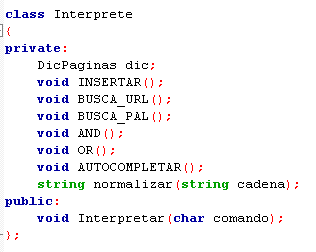 class Interprete
{
private:
DicPaginas dic;
void INSERTAR();
void BUSCA_URL();
void BUSCA_PAL();
void AND();
void OR();
void AUTOCOMPLETAR();
string normalizar(string cadena);
public:
void Interpretar(char comando);
};